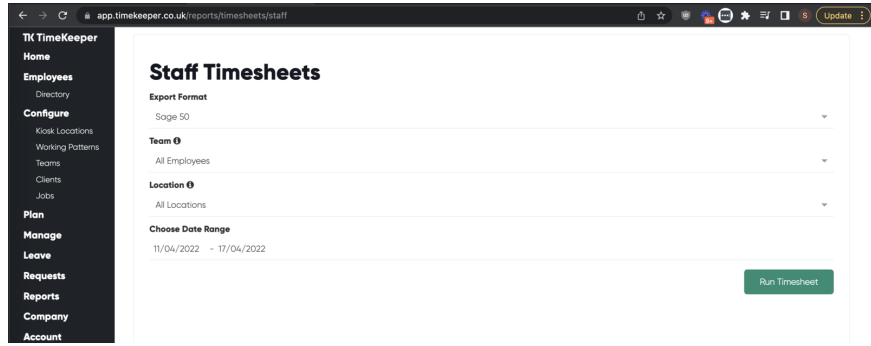 app.timekeeper.co.uk/reports/timesheets/staff
9+
S
Update
TK TimeKeeper
Home
Employees
Directory
Configure
Kiosk Locations
Working Patterns
Teams
Clients
Jobs
Plan
Manage
Leave
Requests
Reports
Company
Account
Staff Timesheets
Export Format
Sage 50
Team
All Employees
Location
All Locations
Choose Date Range
11/04/2022 - 17/04/2022
Run Timesheet